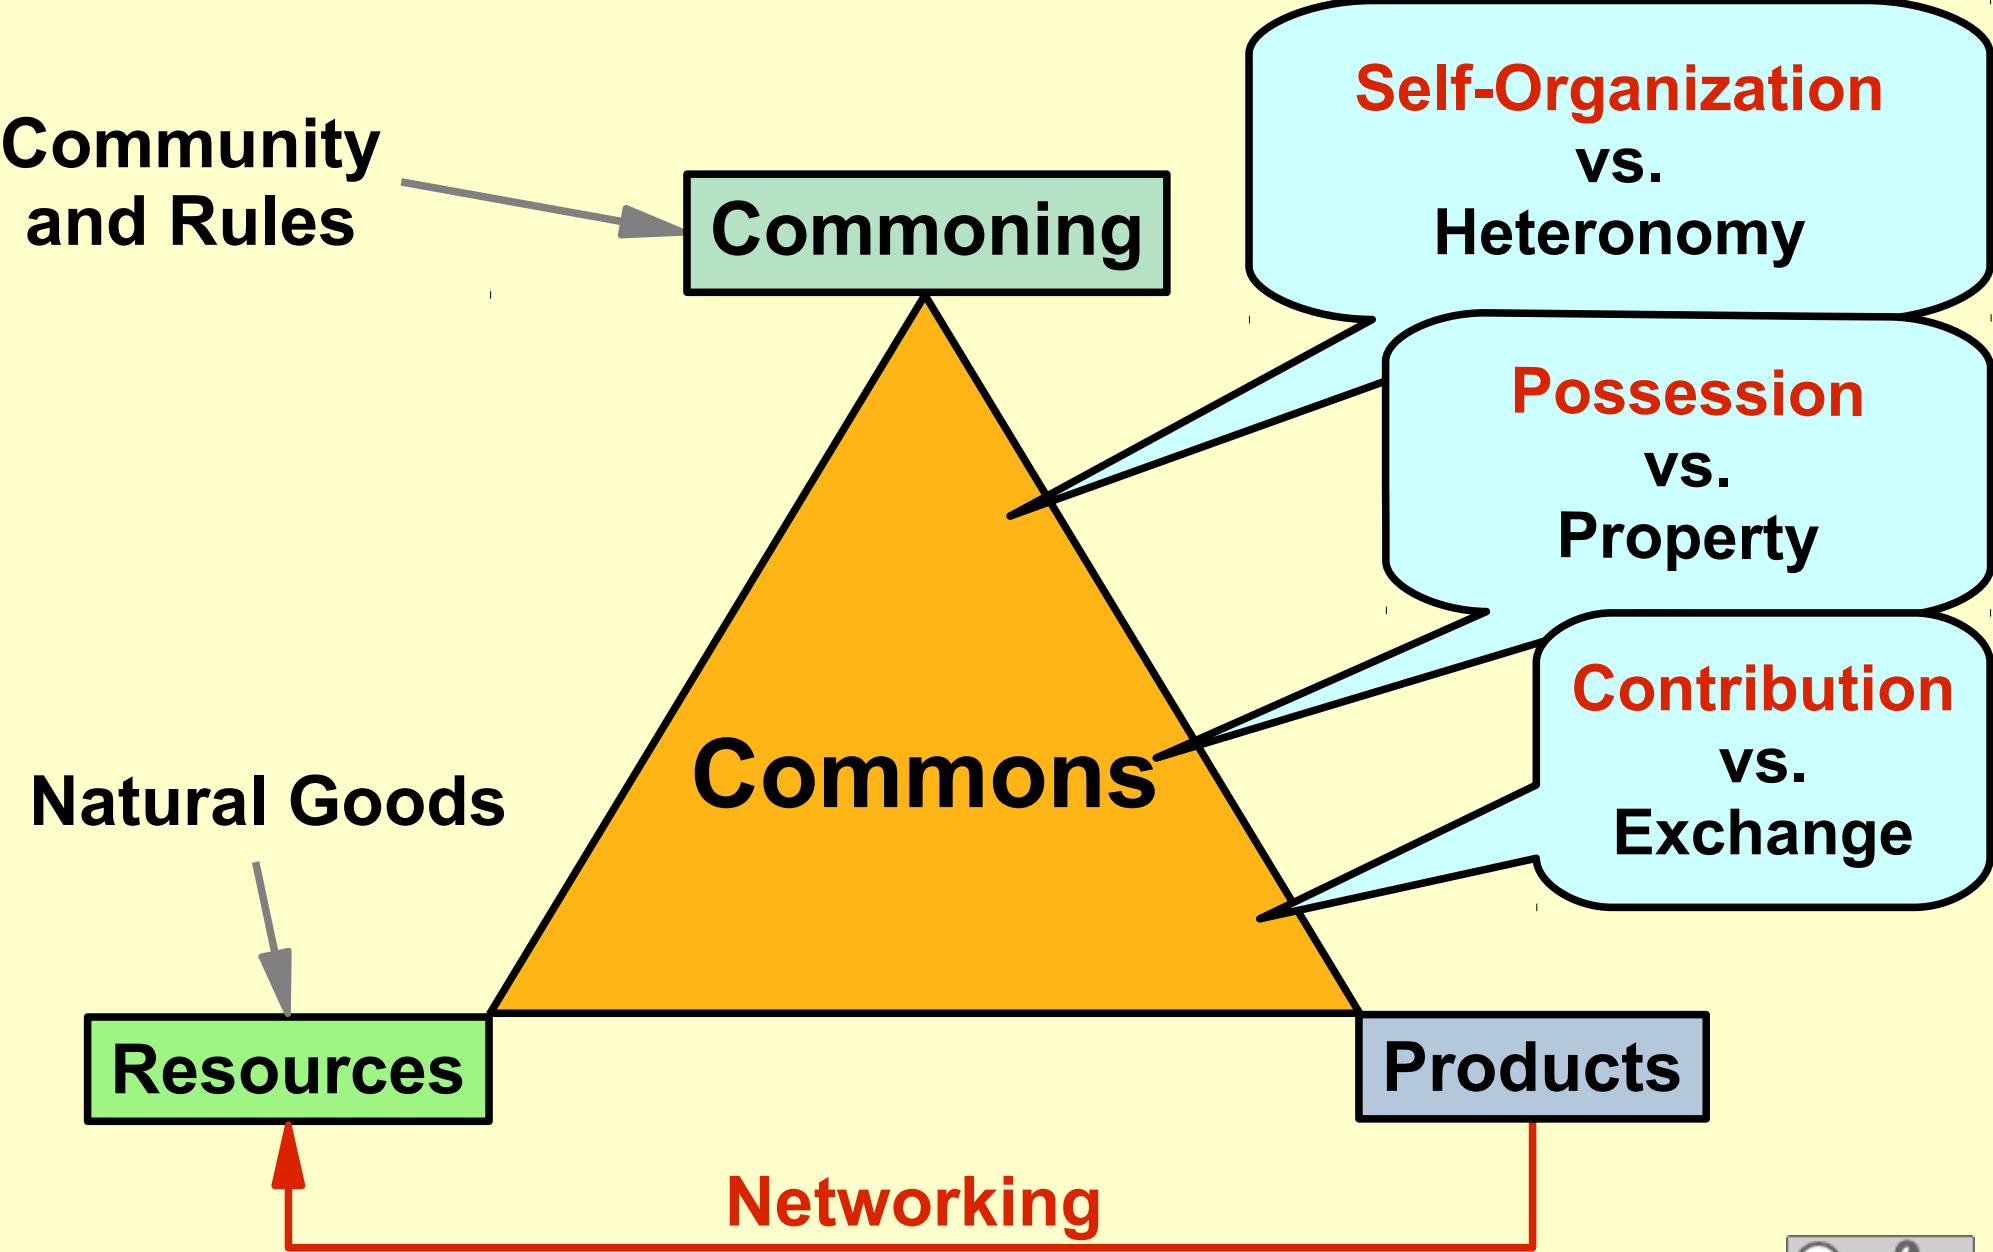 Self-Organization
vs.
Heteronomy
Community
and Rules
Commoning
Possession
vs.
Property
Contribution
vs.
Exchange
Commons
Natural Goods
Resources
Products
Networking